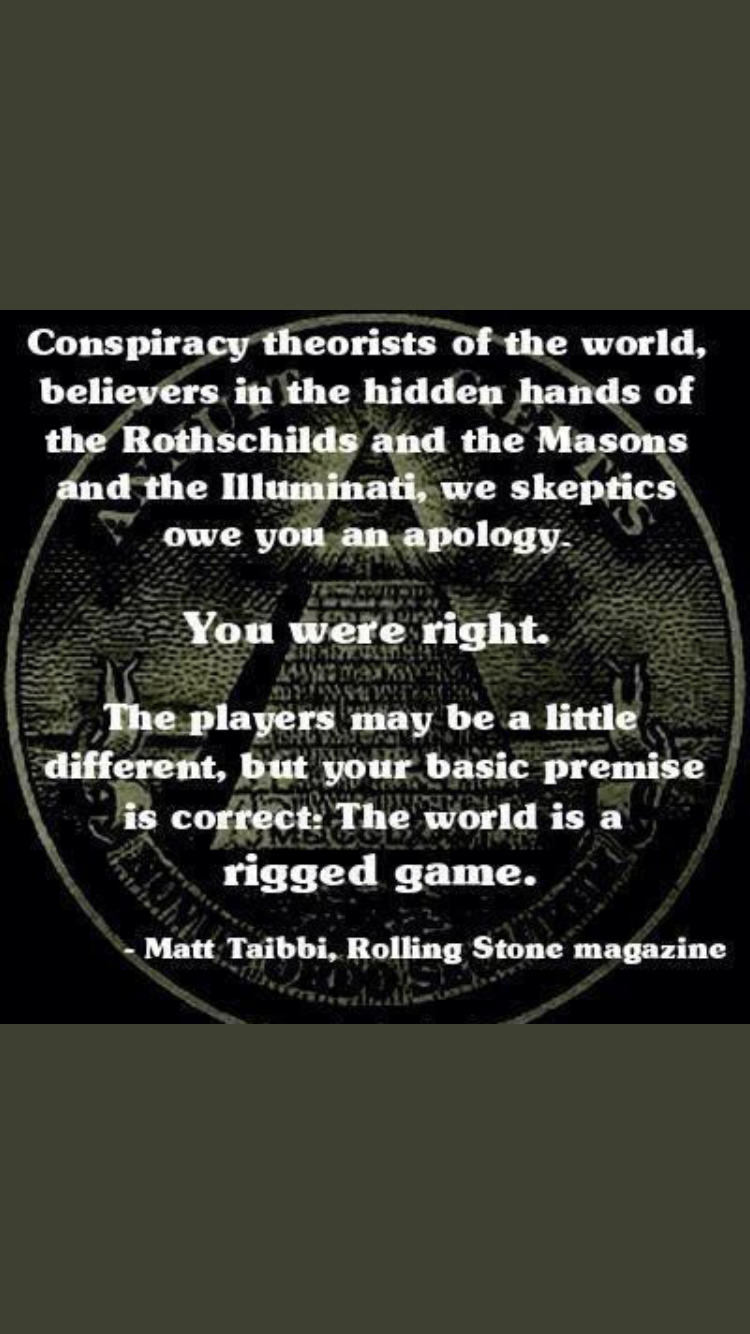 Conspiracy theorists of the world,
believers in the hidden hands of
the Rothschilds and the Masons
and the Illuminati, we skeptics
owe you an apology.
You were right.
The players may be a little
different, but your basic premise
is correct: The world is a
rigged game.
- Matt Taibbi, Rolling Stone magazine